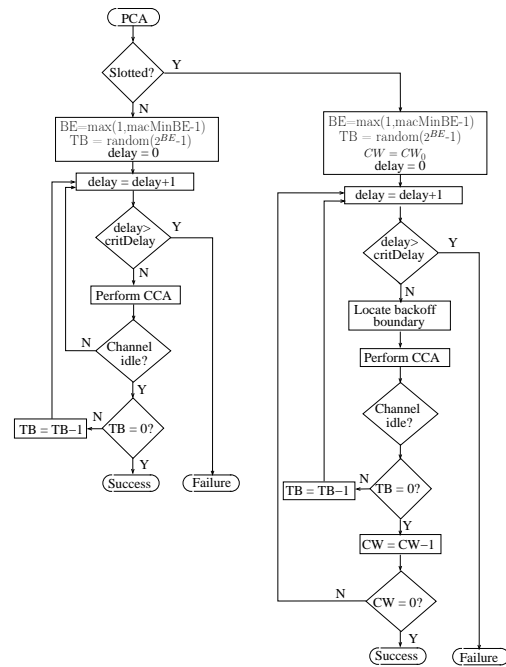 PCA
Slotted?
Y
N
BE=max(1,macMinBE-1)
TB = random(2^BE-1)
delay = 0
delay = delay+1
delay>
critDelay
Y
N
Perform CCA
Channel
idle?
N
Y
TB = 0?
N
TB = TB−1
Y
Success
Failure
BE=max(1,macMinBE-1)
TB = random(2^BE-1)
CW = CW_0
delay = 0
delay = delay+1
delay>
critDelay
Y
N
Locate backoff
boundary
Perform CCA
Channel
idle?
TB = 0?
N
TB = TB−1
Y
CW = CW−1
CW = 0?
N
Y
Success
Failure